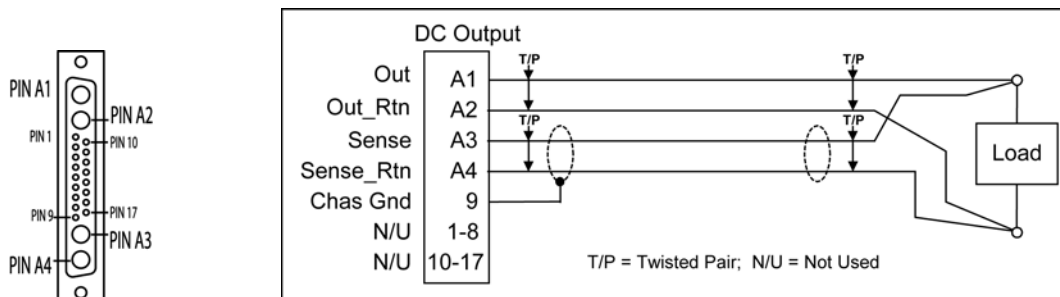 PIN A1
PIN A2
PIN 1
PIN 10
PIN 9
PIN 17
PIN A3
PIN A4
DC Output
T/P
T/P
Out A1
Out_Rtn A2
T/P
T/P
Sense A3
Sense_Rtn A4
Chas Gnd 9
N/U 1-8
N/U 10-17
Load
T/P = Twisted Pair; N/U = Not Used